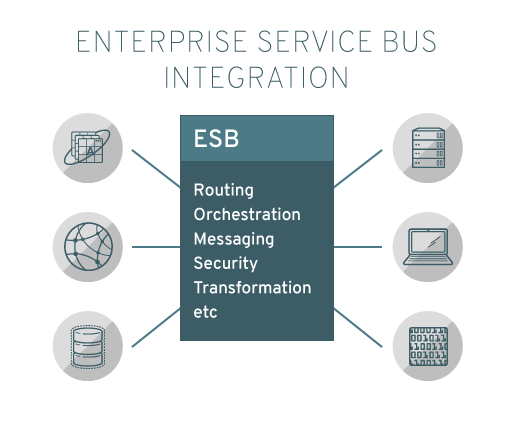 ENTERPRISE SERVICE BUS
INTEGRATION
ESB
Routing
Orchestration
Messaging
Security
Transformation
etc
A